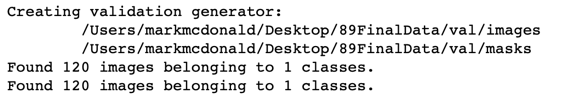 Creating validation generator:
/Users/markmcdonald/Desktop/89FinalData/val/images
/Users/markmcdonald/Desktop/89FinalData/val/masks
Found 120 images belonging to 1 classes.
Found 120 images belonging to 1 classes.